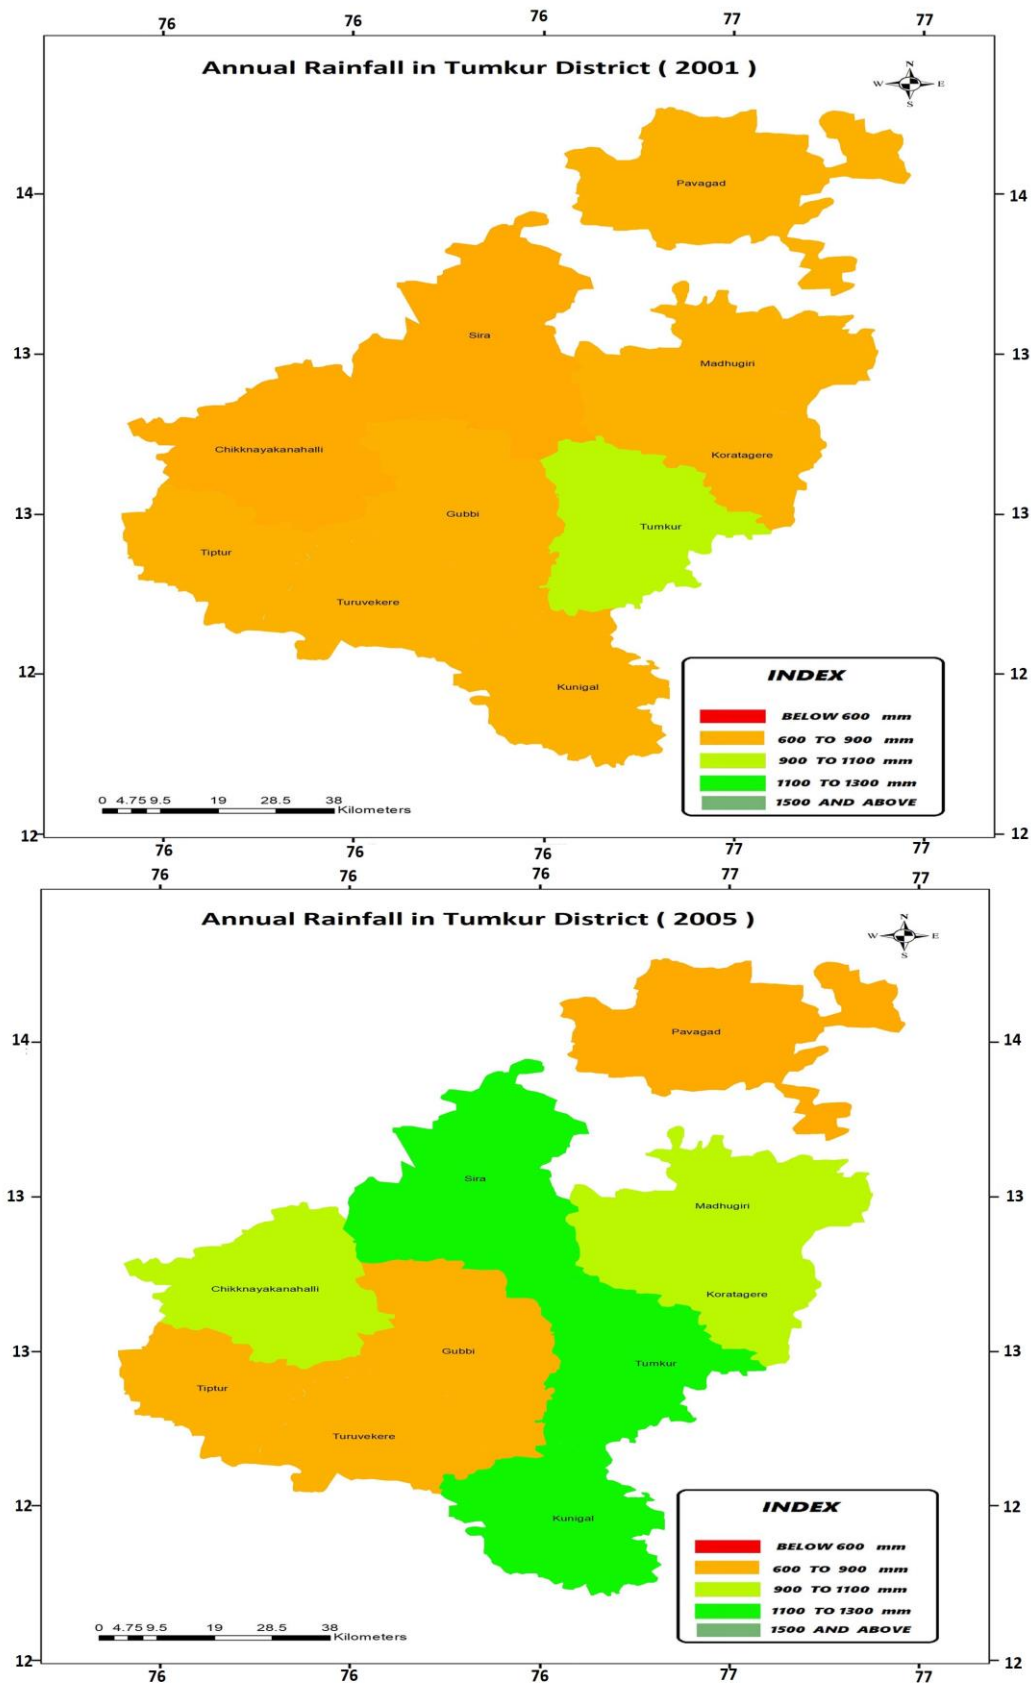 76 76 76 77 77
Annual Rainfall in Tumkur District ( 2001 )
N
W E
S
Pavagad
14 14
Sira
13 13
Madhugiri
Chikknayakanahalli
Koratagere
13 Gubbi 13
Tumkur
Tiptur
Turuvekere
12 12
Kunigal
INDEX
BELOW 600 mm
600 TO 900 mm
900 TO 1100 mm
1100 TO 1300 mm
1500 AND ABOVE
0 4.75 9.5 19 28.5 38
Kilometers
12 12
76 76 76 77 77
76 76 76 77 77
Annual Rainfall in Tumkur District ( 2005 )
N
W E
S
Pavagad
14 14
Sira
13 13
Madhugiri
Chikknayakanahalli
Koratagere
13 Gubbi 13
Tumkur
Tiptur
Turuvekere
12 12
Kunigal
INDEX
BELOW 600 mm
600 TO 900 mm
900 TO 1100 mm
1100 TO 1300 mm
1500 AND ABOVE
0 4.75 9.5 19 28.5 38
Kilometers
12 12
76 76 76 77 77